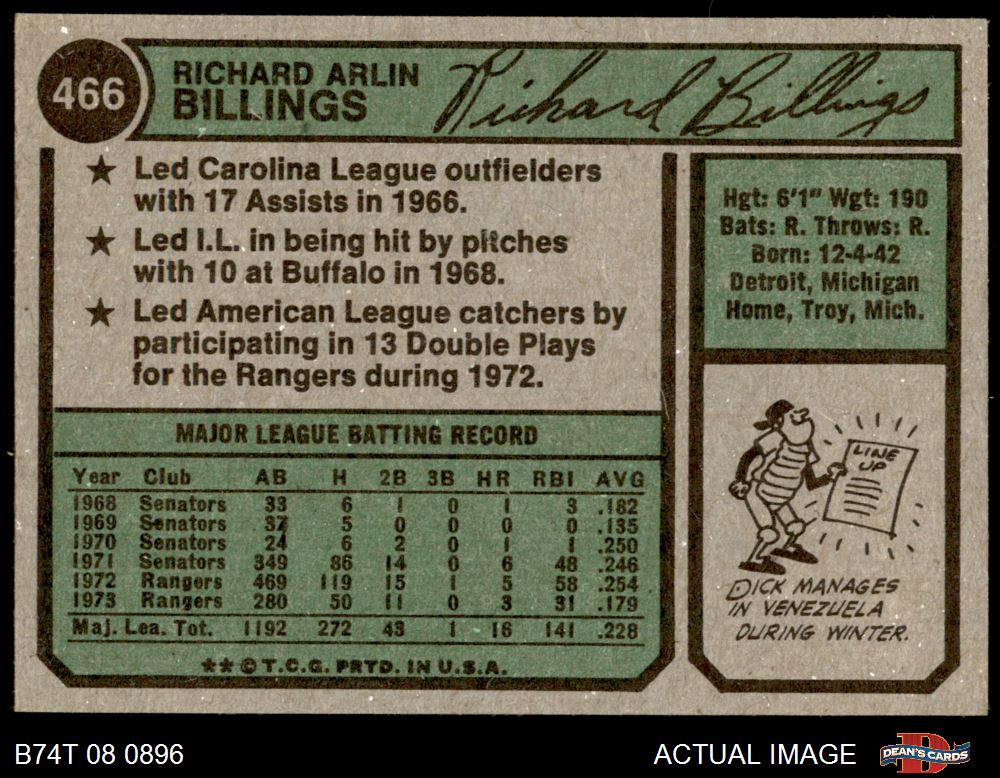 466
RICHARD ARLIN
BILLINGS
Richard Billings
★ Led Carolina League outfielders
with 17 Assists in 1966.
★ Led I.L. in being hit by pitches
with 10 at Buffalo in 1968.
★ Led American League catchers by
participating in 13 Double Plays
for the Rangers during 1972.
Hgt: 6'1" Wgt: 190
Bats: R. Throws: R.
Born: 12-4-42
Detroit, Michigan
Home, Troy, Mich.
MAJOR LEAGUE BATTING RECORD
Year Club AB H 2B 3B HR RBI AVG
1968 Senators 33 6 1 0 1 3 .182
1969 Senators 37 5 0 0 0 0 .135
1970 Senators 24 6 2 0 1 1 .250
1971 Senators 349 86 14 0 6 48 .246
1972 Rangers 469 119 15 1 5 58 .254
1973 Rangers 280 50 11 0 3 31 .179
Maj. Lea. Tot. 1192 272 43 1 16 141 .228
★★ © T.C.G. PRTD. IN U.S.A.
LINE
UP
DICK MANAGES
IN VENEZUELA
DURING WINTER.
B74T 08 0896
ACTUAL IMAGE
DEAN'S CARDS